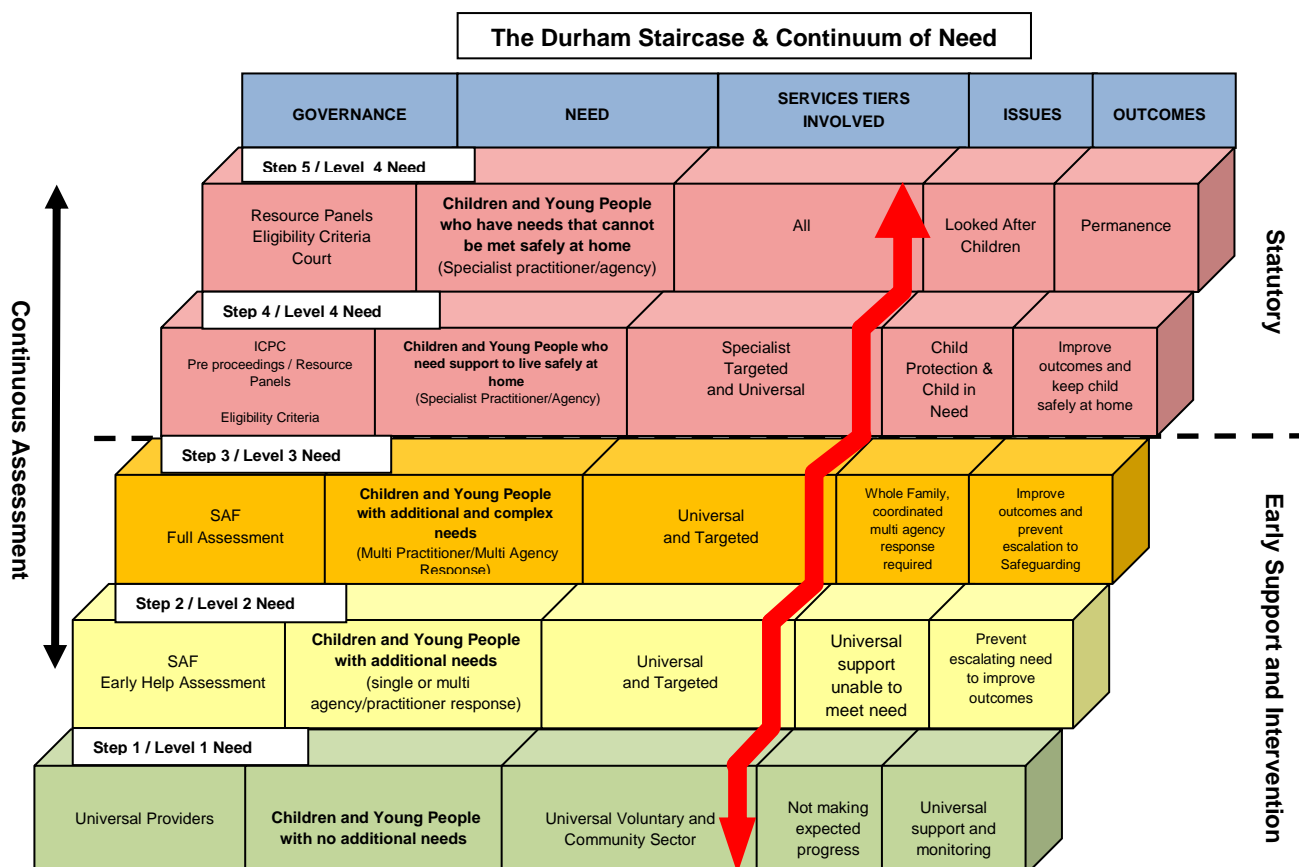 The Durham Staircase & Continuum of Need
GOVERNANCE
NEED
SERVICES TIERS
INVOLVED
ISSUES
OUTCOMES
Step 5 / Level 4 Need
Resource Panels
Eligibility Criteria
Court
Children and Young People
who have needs that cannot
be met safely at home
(Specialist practitioner/agency)
All
Looked After
Children
Permanence
Step 4 / Level 4 Need
ICPC
Pre proceedings / Resource
Panels
Eligibility Criteria
Children and Young People who
need support to live safely at
home
(Specialist Practitioner/Agency)
Specialist
Targeted
and Universal
Child
Protection &
Child in
Need
Improve
outcomes and
keep child
safely at home
Step 3 / Level 3 Need
SAF
Full Assessment
Children and Young People
with additional and complex
needs
(Multi Practitioner/Multi Agency
Response)
Universal
and Targeted
Whole Family,
coordinated
multi agency
response
required
Improve
outcomes and
prevent
escalation to
Safeguarding
Step 2 / Level 2 Need
SAF
Early Help Assessment
Children and Young People
with additional needs
(single or multi
agency/practitioner response)
Universal
and Targeted
Universal
support
unable to
meet need
Prevent
escalating need
to improve
outcomes
Step 1 / Level 1 Need
Universal Providers
Children and Young People
with no additional needs
Universal Voluntary and
Community Sector
Not making
expected
progress
Universal
support and
monitoring
Continuous Assessment
Statutory
Early Support and Intervention